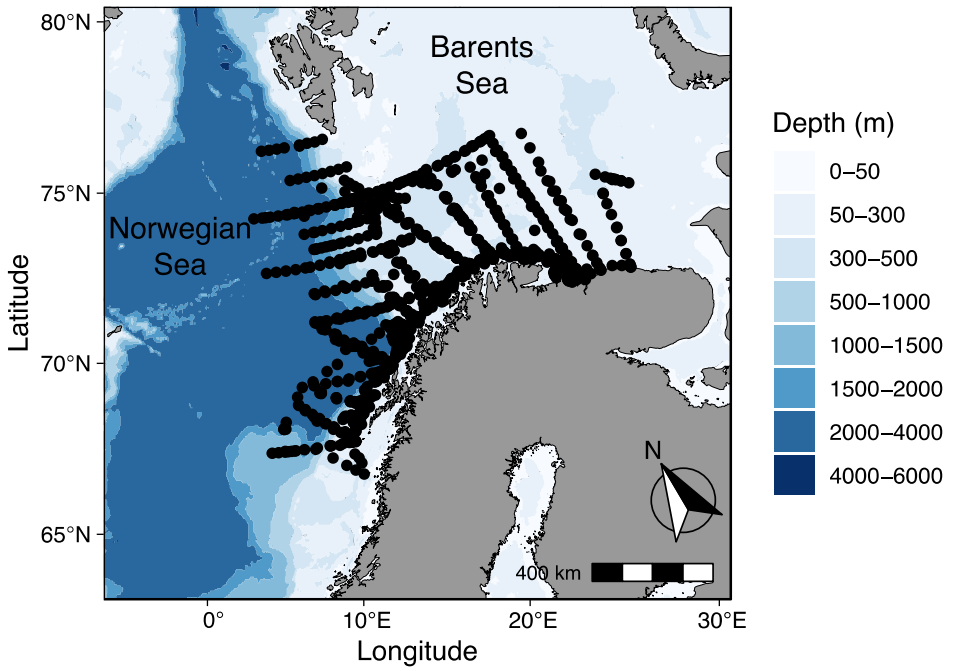 80°N
75°N
70°N
65°N
Latitude
Barents
Sea
Norwegian
Sea
N
400 km
0°
10°E
20°E
30°E
Longitude
Depth (m)
0–50
50–300
300–500
500–1000
1000–1500
1500–2000
2000–4000
4000–6000